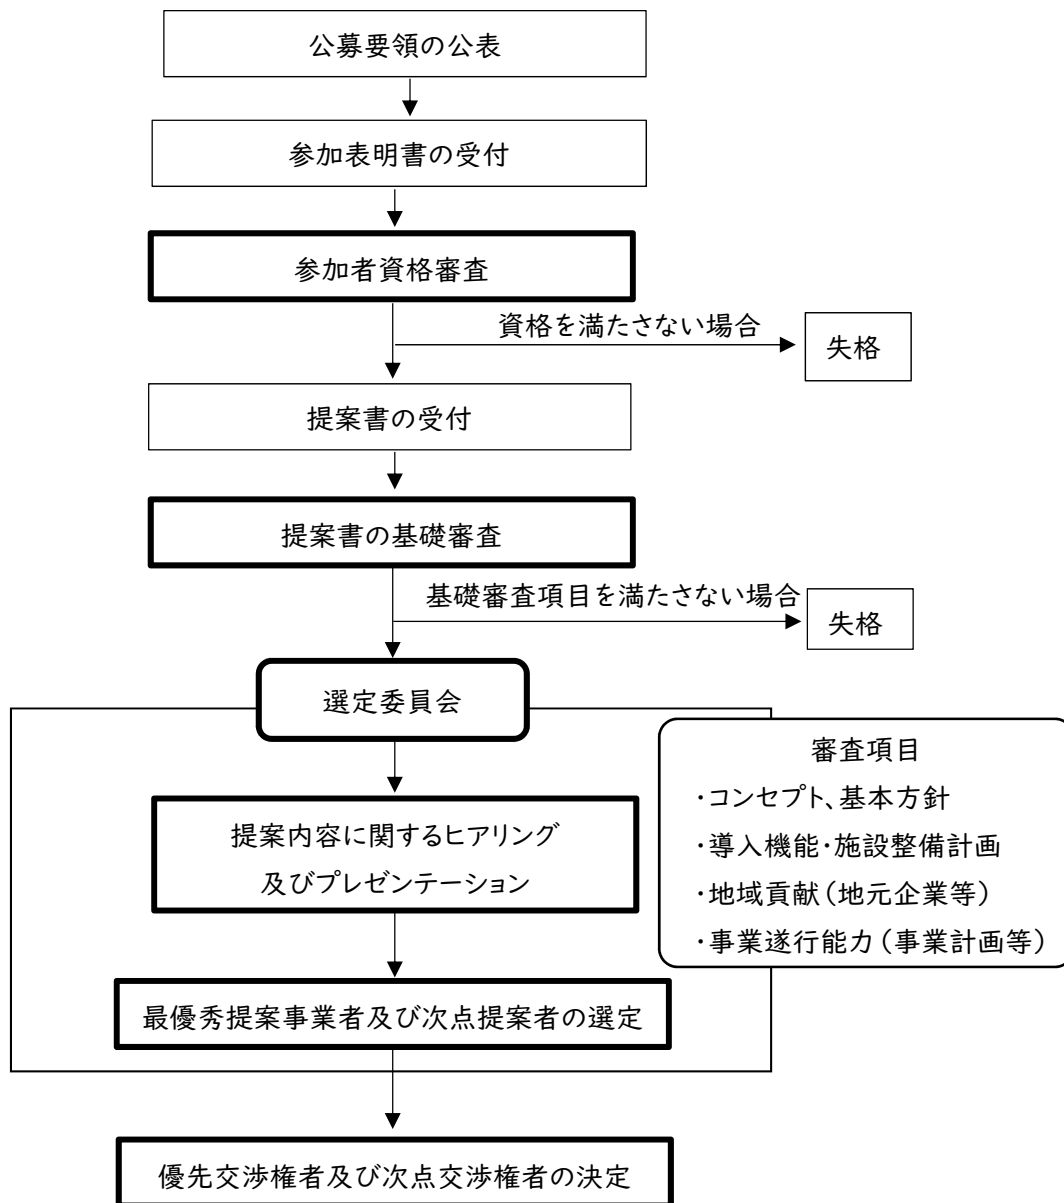 公募要領の公表
参加表明書の受付
参加者資格審査
資格を満たさない場合
失格
提案書の受付
提案書の基礎審査
基礎審査項目を満たさない場合
失格
選定委員会
審査項目
・コンセプト、基本方針
・導入機能・施設整備計画
・地域貢献（地元企業等）
・事業遂行能力（事業計画等）
提案内容に関するヒアリング
及びプレゼンテーション
最優秀提案事業者及び次点提案者の選定
優先交渉権者及び次点交渉権者の決定